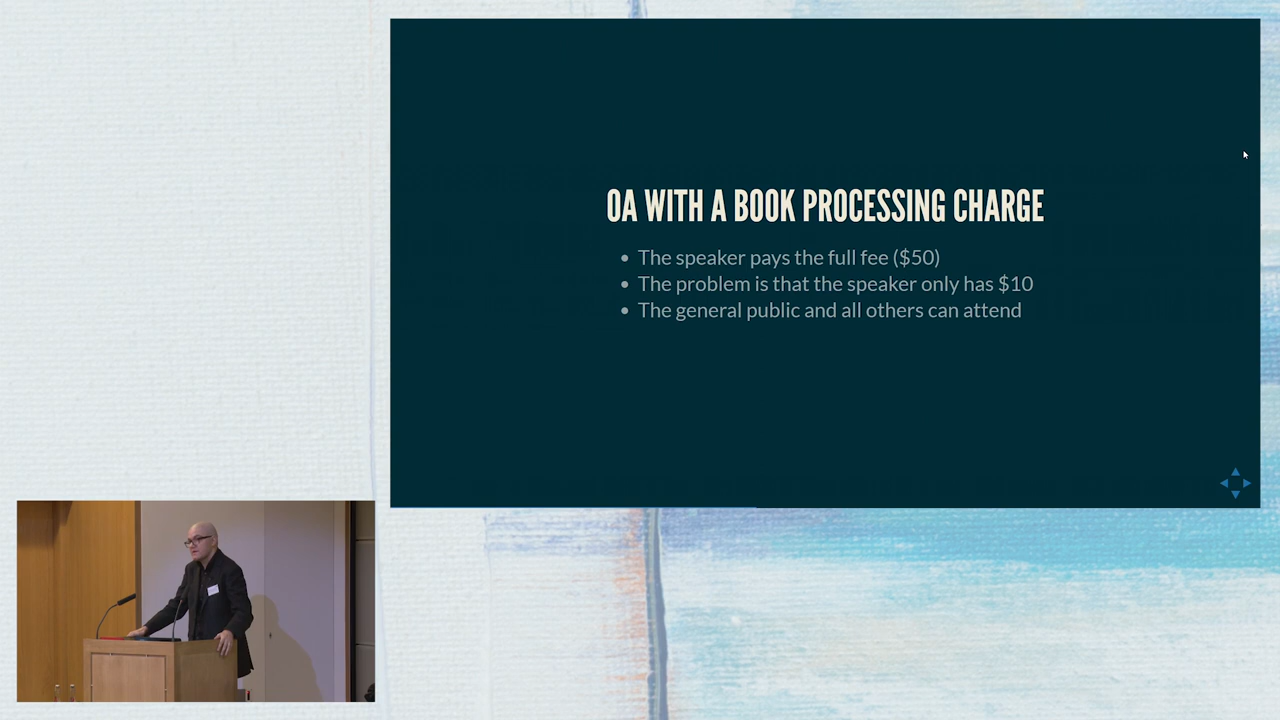 OA WITH A BOOK PROCESSING CHARGE
The speaker pays the full fee ($50)
The problem is that the speaker only has $10
The general public and all others can attend